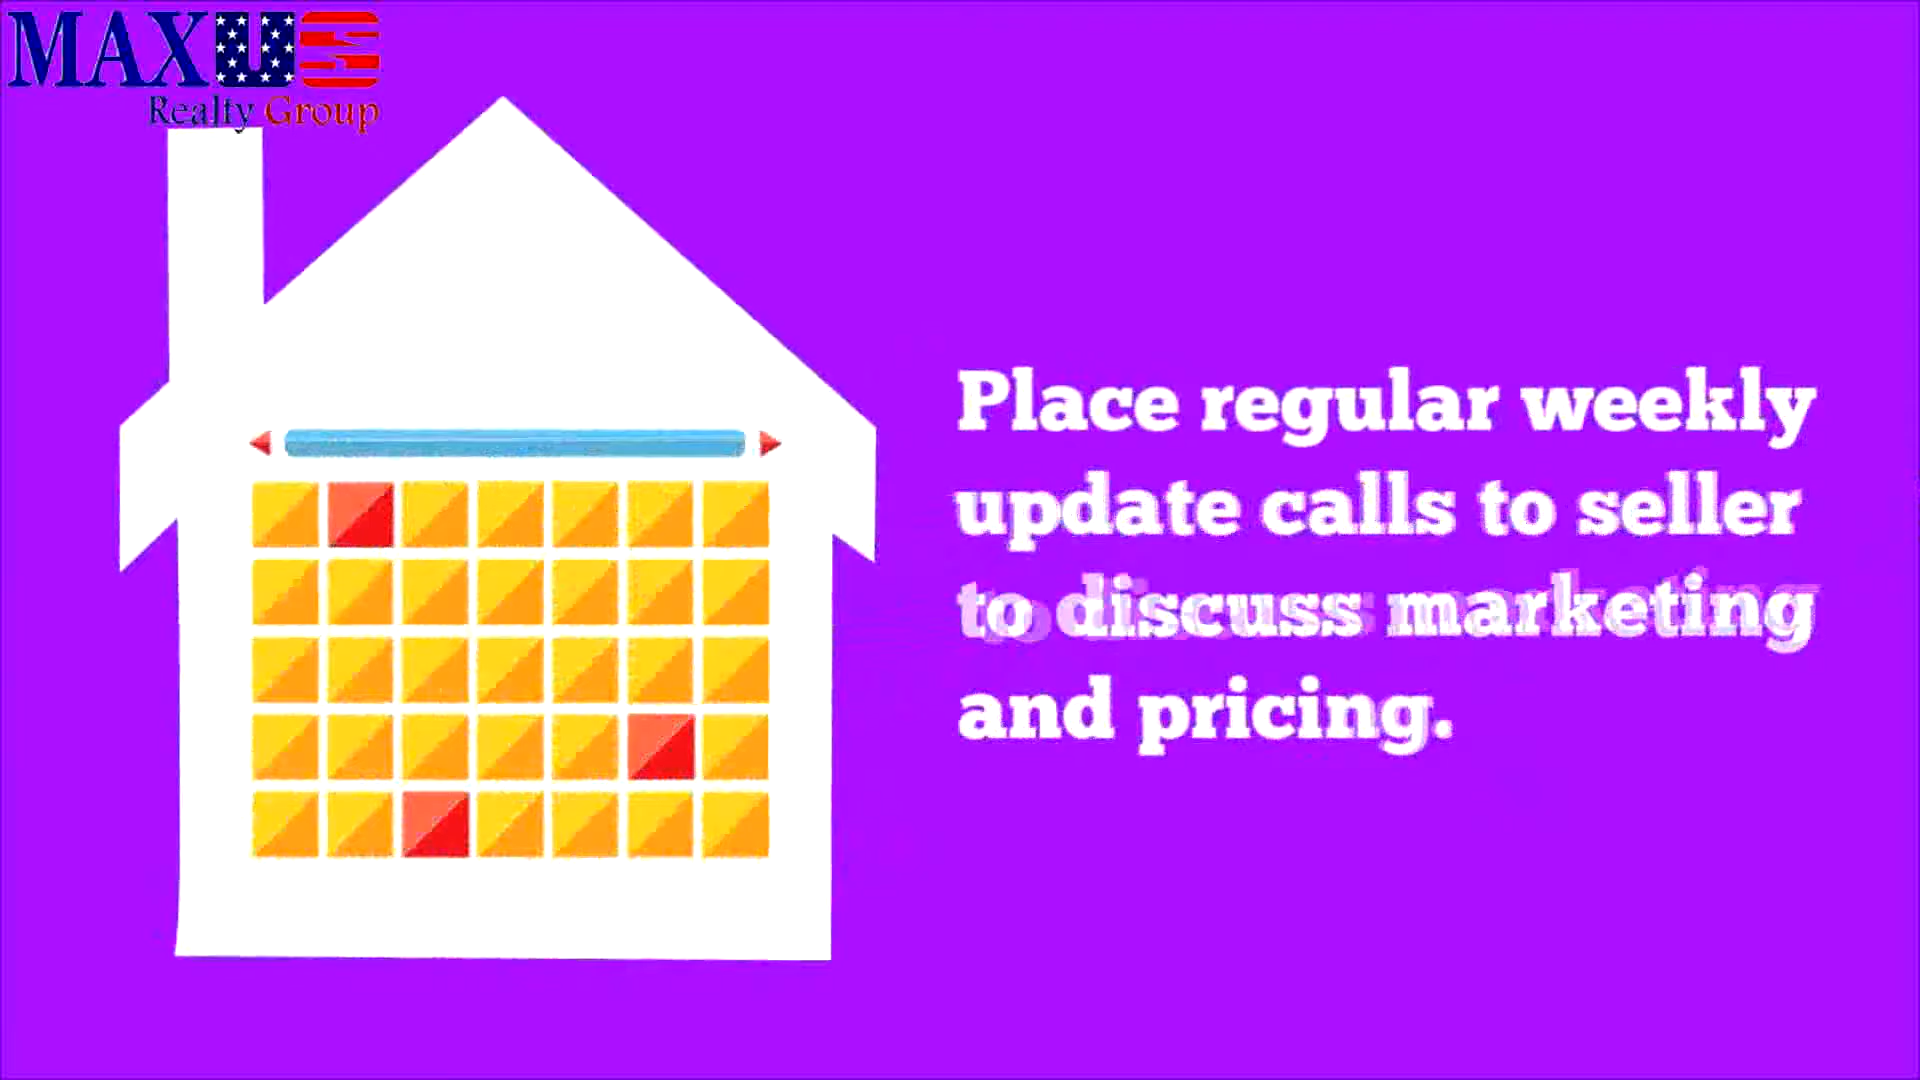 MAXUS
Realty Group
Place regular weekly
update calls to seller
to discuss marketing
and pricing.